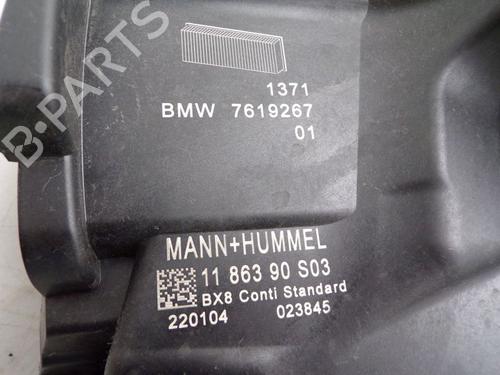 B-PARTS
1371
BMW 7619267
01
MANN+HUMMEL
11 863 90 S03
BX8 Conti Standard
220104 023845